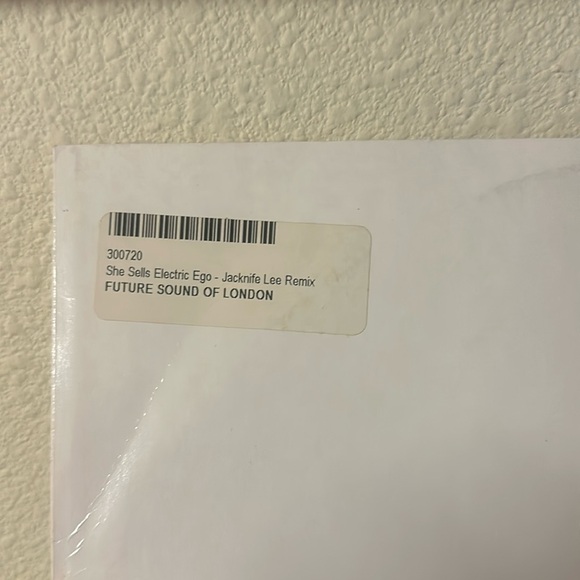 300720
She Sells Electric Ego - Jacknife Lee Remix
FUTURE SOUND OF LONDON